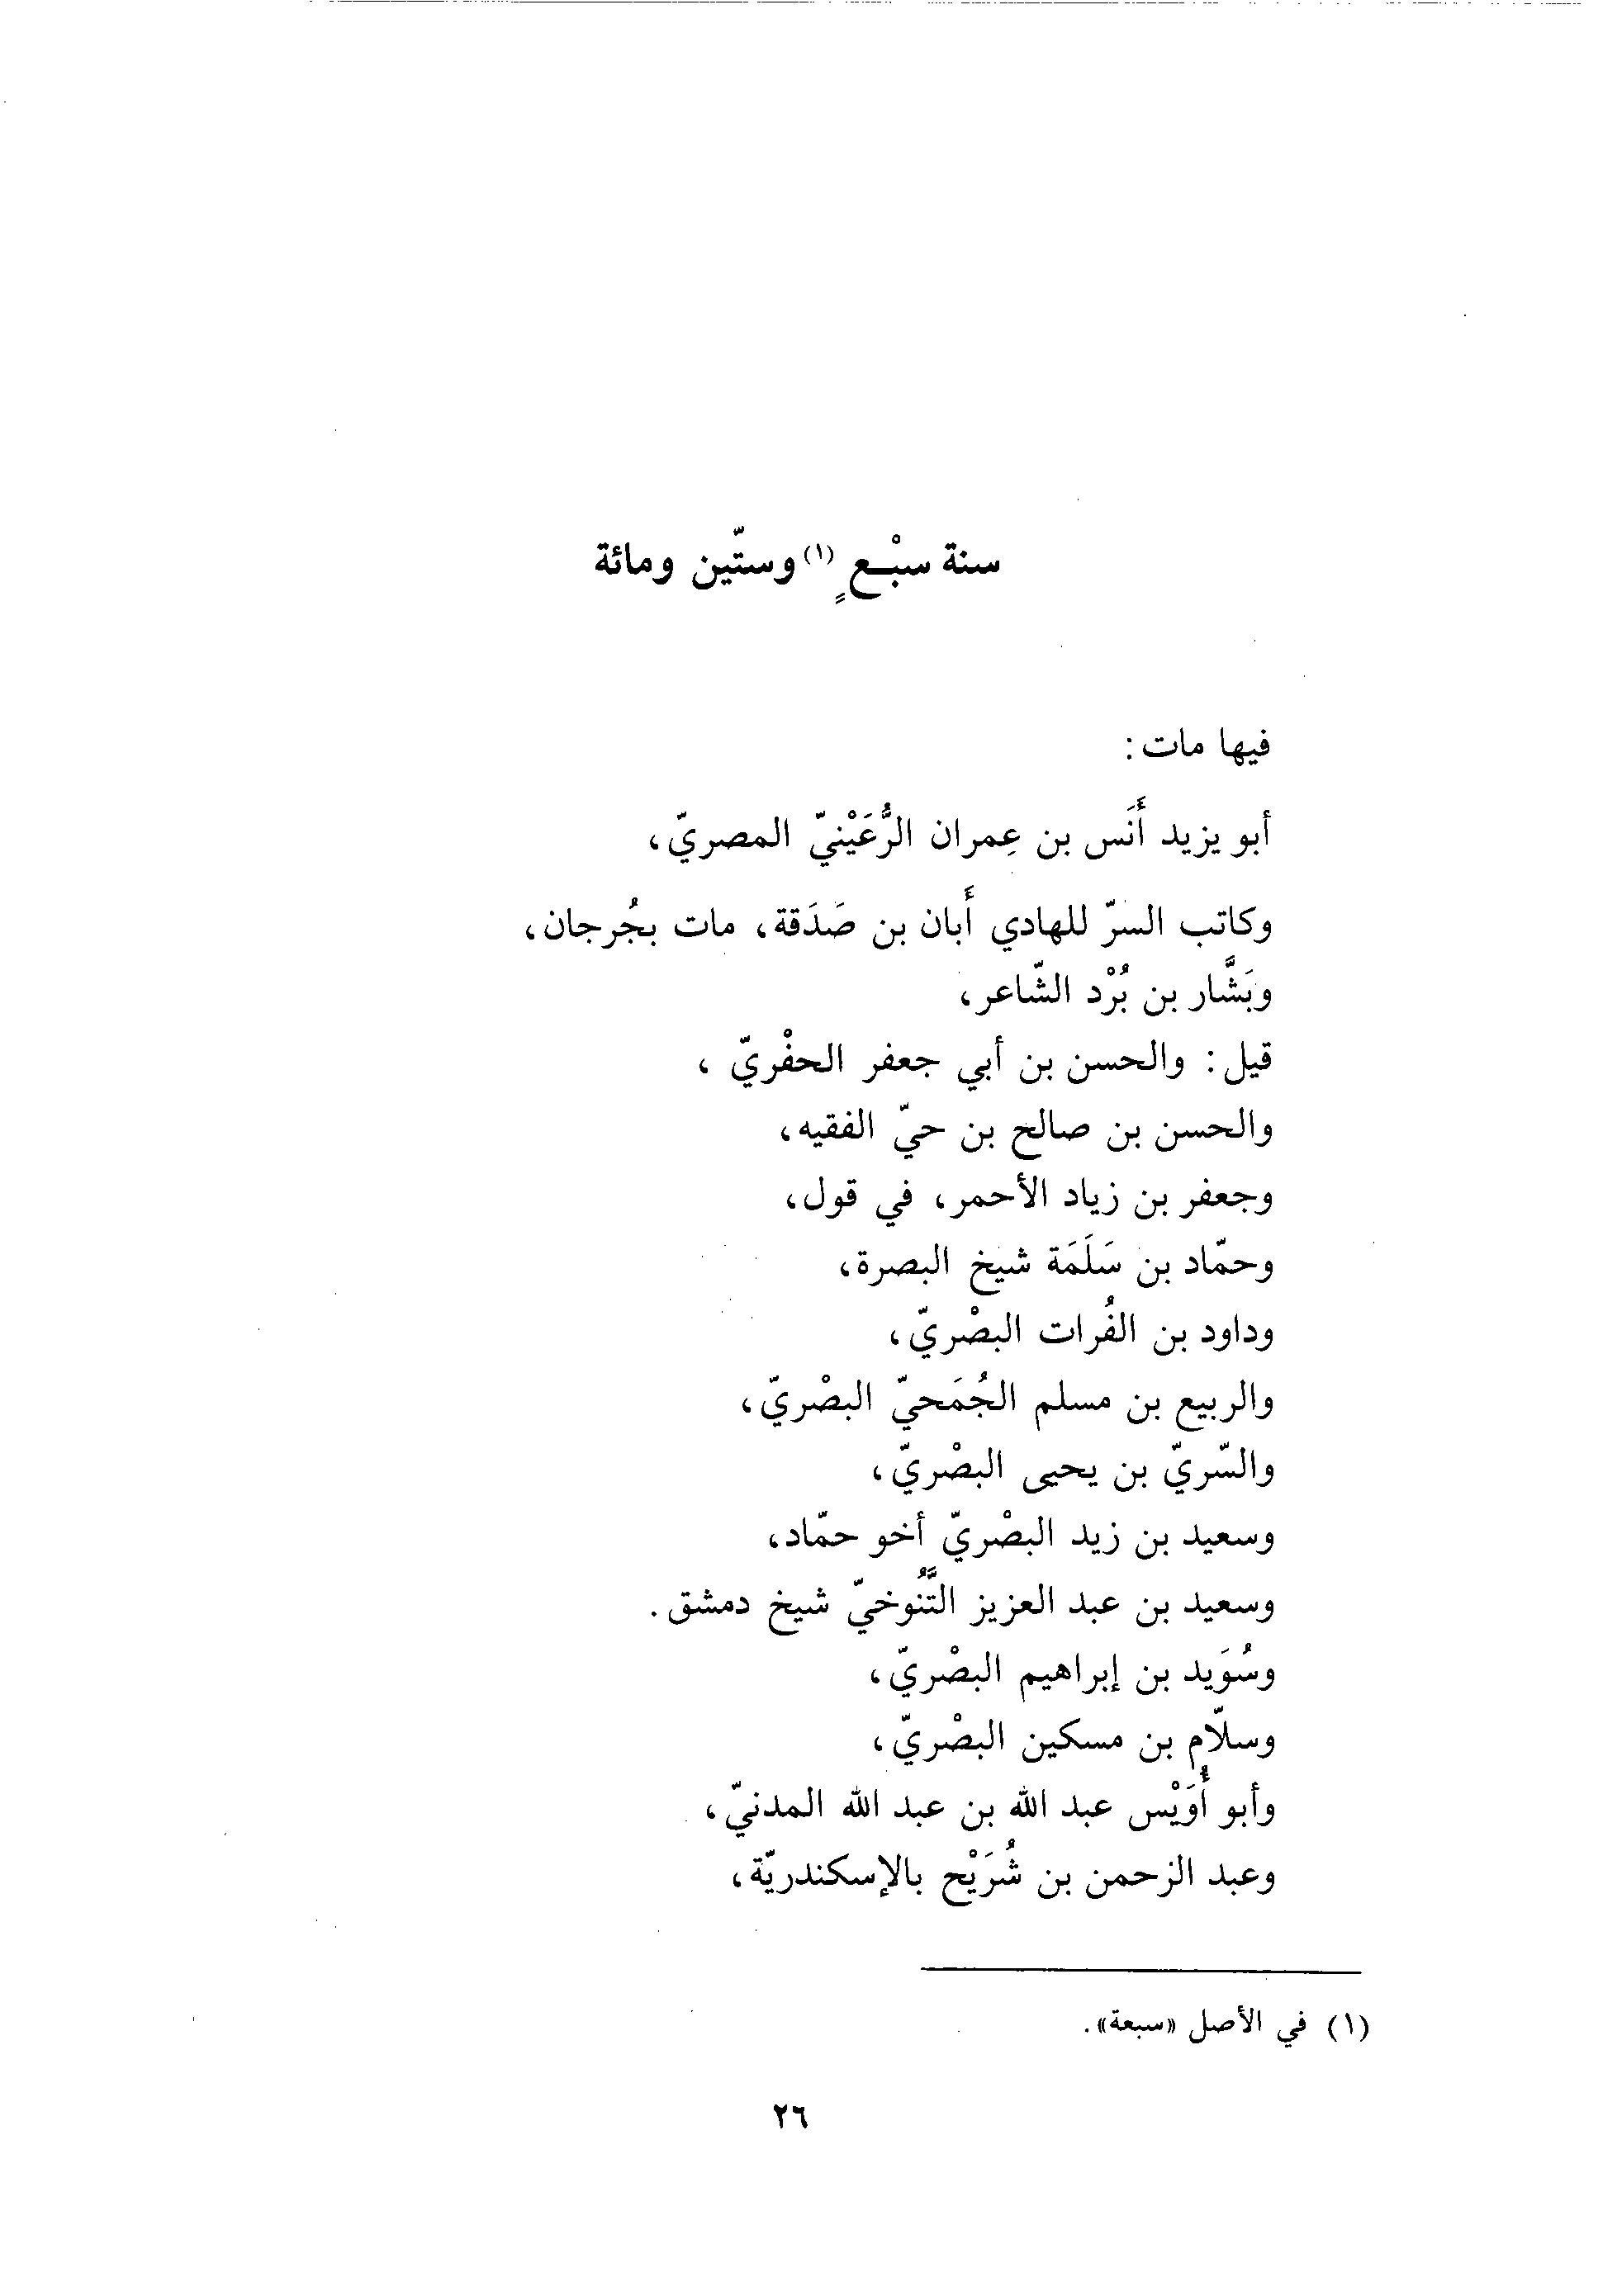 سنة سبْعٍ (١) وستّين ومائة
فيها مات :
أبو يزيد أَنَس بن عِمران الرُّعَيْنيّ المصريّ،
وكاتب السرّ للهادي أَبان بن صَدَقة، مات بجُرجان،
وبَشَّار بن بُرْد الشّاعر،
قيل : والحسن بن أبي جعفر الحفْريّ ،
والحسن بن صالح بن حيّ الفقيه،
وجعفر بن زياد الأحمر، في قول،
وحمّاد بن سَلَمَة شيخ البصرة،
وداود بن الفُرات البصْريّ،
والربيع بن مسلم الجُمَحيّ البصْريّ،
والسّريّ بن يحيى البصْريّ،
وسعيد بن زيد البصْريّ أخو حمّاد،
وسعيد بن عبد العزيز التَّنُوخيّ شيخ دمشق .
وسُوَيد بن إبراهيم البصْريّ،
وسلاّم بن مسكين البصْريّ،
وأبو أُوَيْس عبد الله بن عبد الله المدنيّ،
وعبد الرحمن بن شُرَيْح بالإسكندريّة،
(١) في الأصل «سبعة» .
٢٦